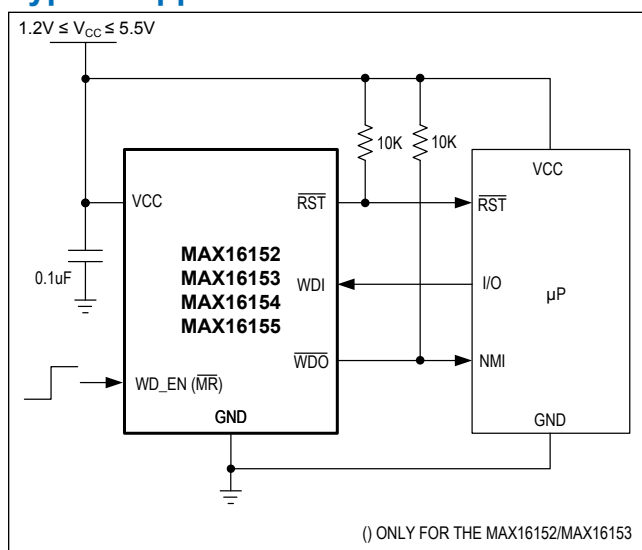 1.2V ≤ VCC ≤ 5.5V
10K
10K
VCC
VCC
RST
RST
MAX16152
MAX16153
MAX16154
MAX16155
0.1uF
WDI
I/O
µP
WDO
NMI
WD_EN (MR)
GND
GND
() ONLY FOR THE MAX16152/MAX16153